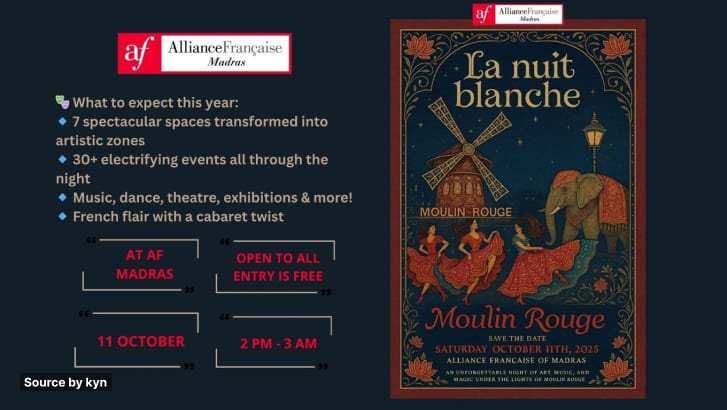 af AllianceFrançaise
Madras
What to expect this year:
7 spectacular spaces transformed into
artistic zones
30+ electrifying events all through the
night
Music, dance, theatre, exhibitions & more!
French flair with a cabaret twist
AT AF
MADRAS
OPEN TO ALL
ENTRY IS FREE
11 OCTOBER
2 PM - 3 AM
Source by kyn
af AllianceFrançaise
Madras
La nuit
blanche
MOULIN ROUGE
Moulin Rouge
SAVE THE DATE
SATURDAY OCTOBER 11TH, 2025
ALLIANCE FRANÇAISE OF MADRAS
AN UNFORGETTABLE NIGHT OF ART, MUSIC, AND
MAGIC UNDER THE LIGHTS OF MOULIN ROUGE